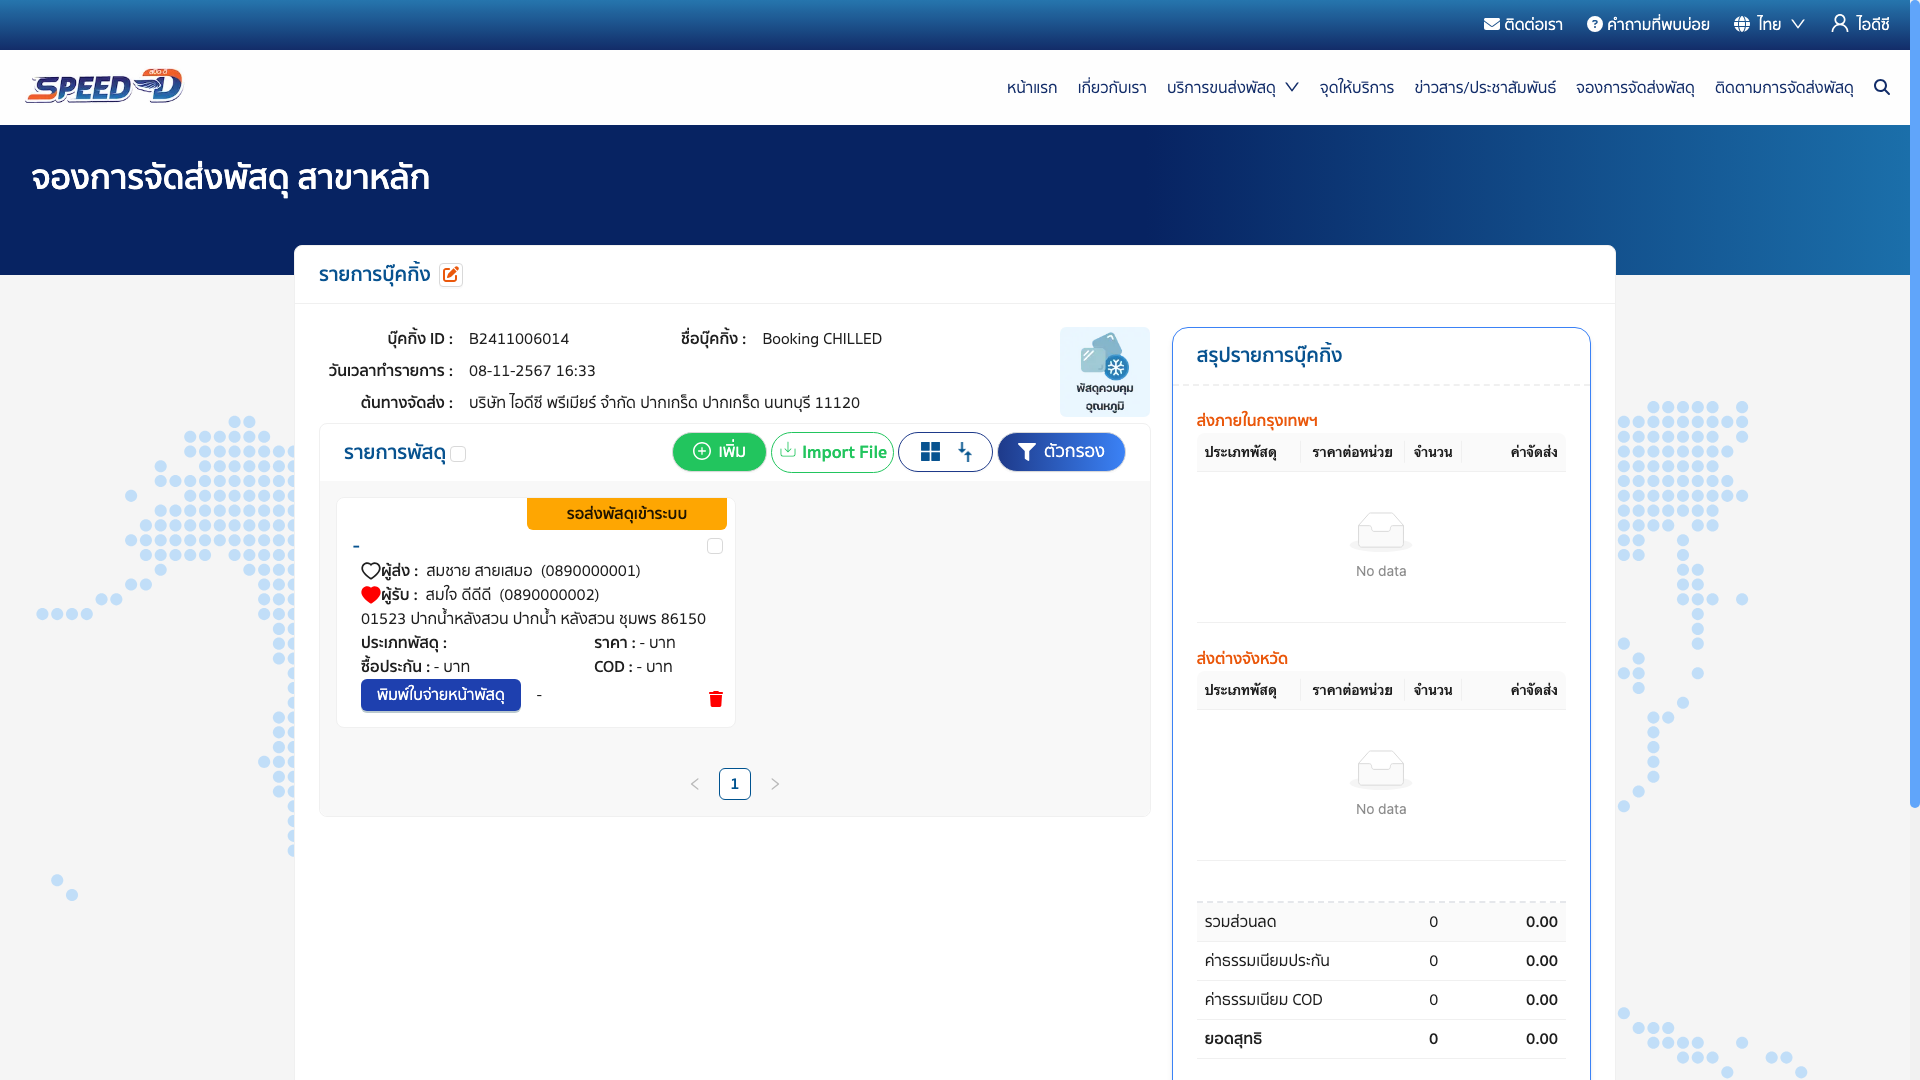 ติดต่อเรา
คำถามที่พบบ่อย
ไทย
ไอดีซี
SPEED-D
หน้าแรก
เกี่ยวกับเรา
บริการขนส่งพัสดุ
จุดให้บริการ
ข่าวสาร/ประชาสัมพันธ์
จองการจัดส่งพัสดุ
ติดตามการจัดส่งพัสดุ
จองการจัดส่งพัสดุ สาขาหลัก
รายการบุ๊คกิ้ง
บุ๊คกิ้ง ID : B2411006014
ชื่อบุ๊คกิ้ง : Booking CHILLED
วันเวลาทำรายการ : 08-11-2567 16:33
ต้นทางจัดส่ง : บริษัท ไอดีซี พรีเมียร์ จำกัด ปากเกร็ด ปากเกร็ด นนทบุรี 11120
พัสดุควบคุม
อุณหภูมิ
รายการพัสดุ
เพิ่ม
Import File
ตัวกรอง
รอส่งพัสดุเข้าระบบ
-
ผู้ส่ง : สมชาย สายเสมอ (0890000001)
ผู้รับ : สมใจ ดีดีดี (0890000002)
01523 ปากน้ำหลังสวน ปากน้ำ หลังสวน ชุมพร 86150
ประเภทพัสดุ :
ราคา : - บาท
ซื้อประกัน : - บาท
COD : - บาท
พิมพ์ใบจ่ายหน้าพัสดุ
-
1
สรุปรายการบุ๊คกิ้ง
ส่งภายในกรุงเทพฯ
ประเภทพัสดุ ราคาต่อหน่วย จำนวน ค่าจัดส่ง
No data
ส่งต่างจังหวัด
ประเภทพัสดุ ราคาต่อหน่วย จำนวน ค่าจัดส่ง
No data
รวมส่วนลด 0 0.00
ค่าธรรมเนียมประกัน 0 0.00
ค่าธรรมเนียม COD 0 0.00
ยอดสุทธิ 0 0.00